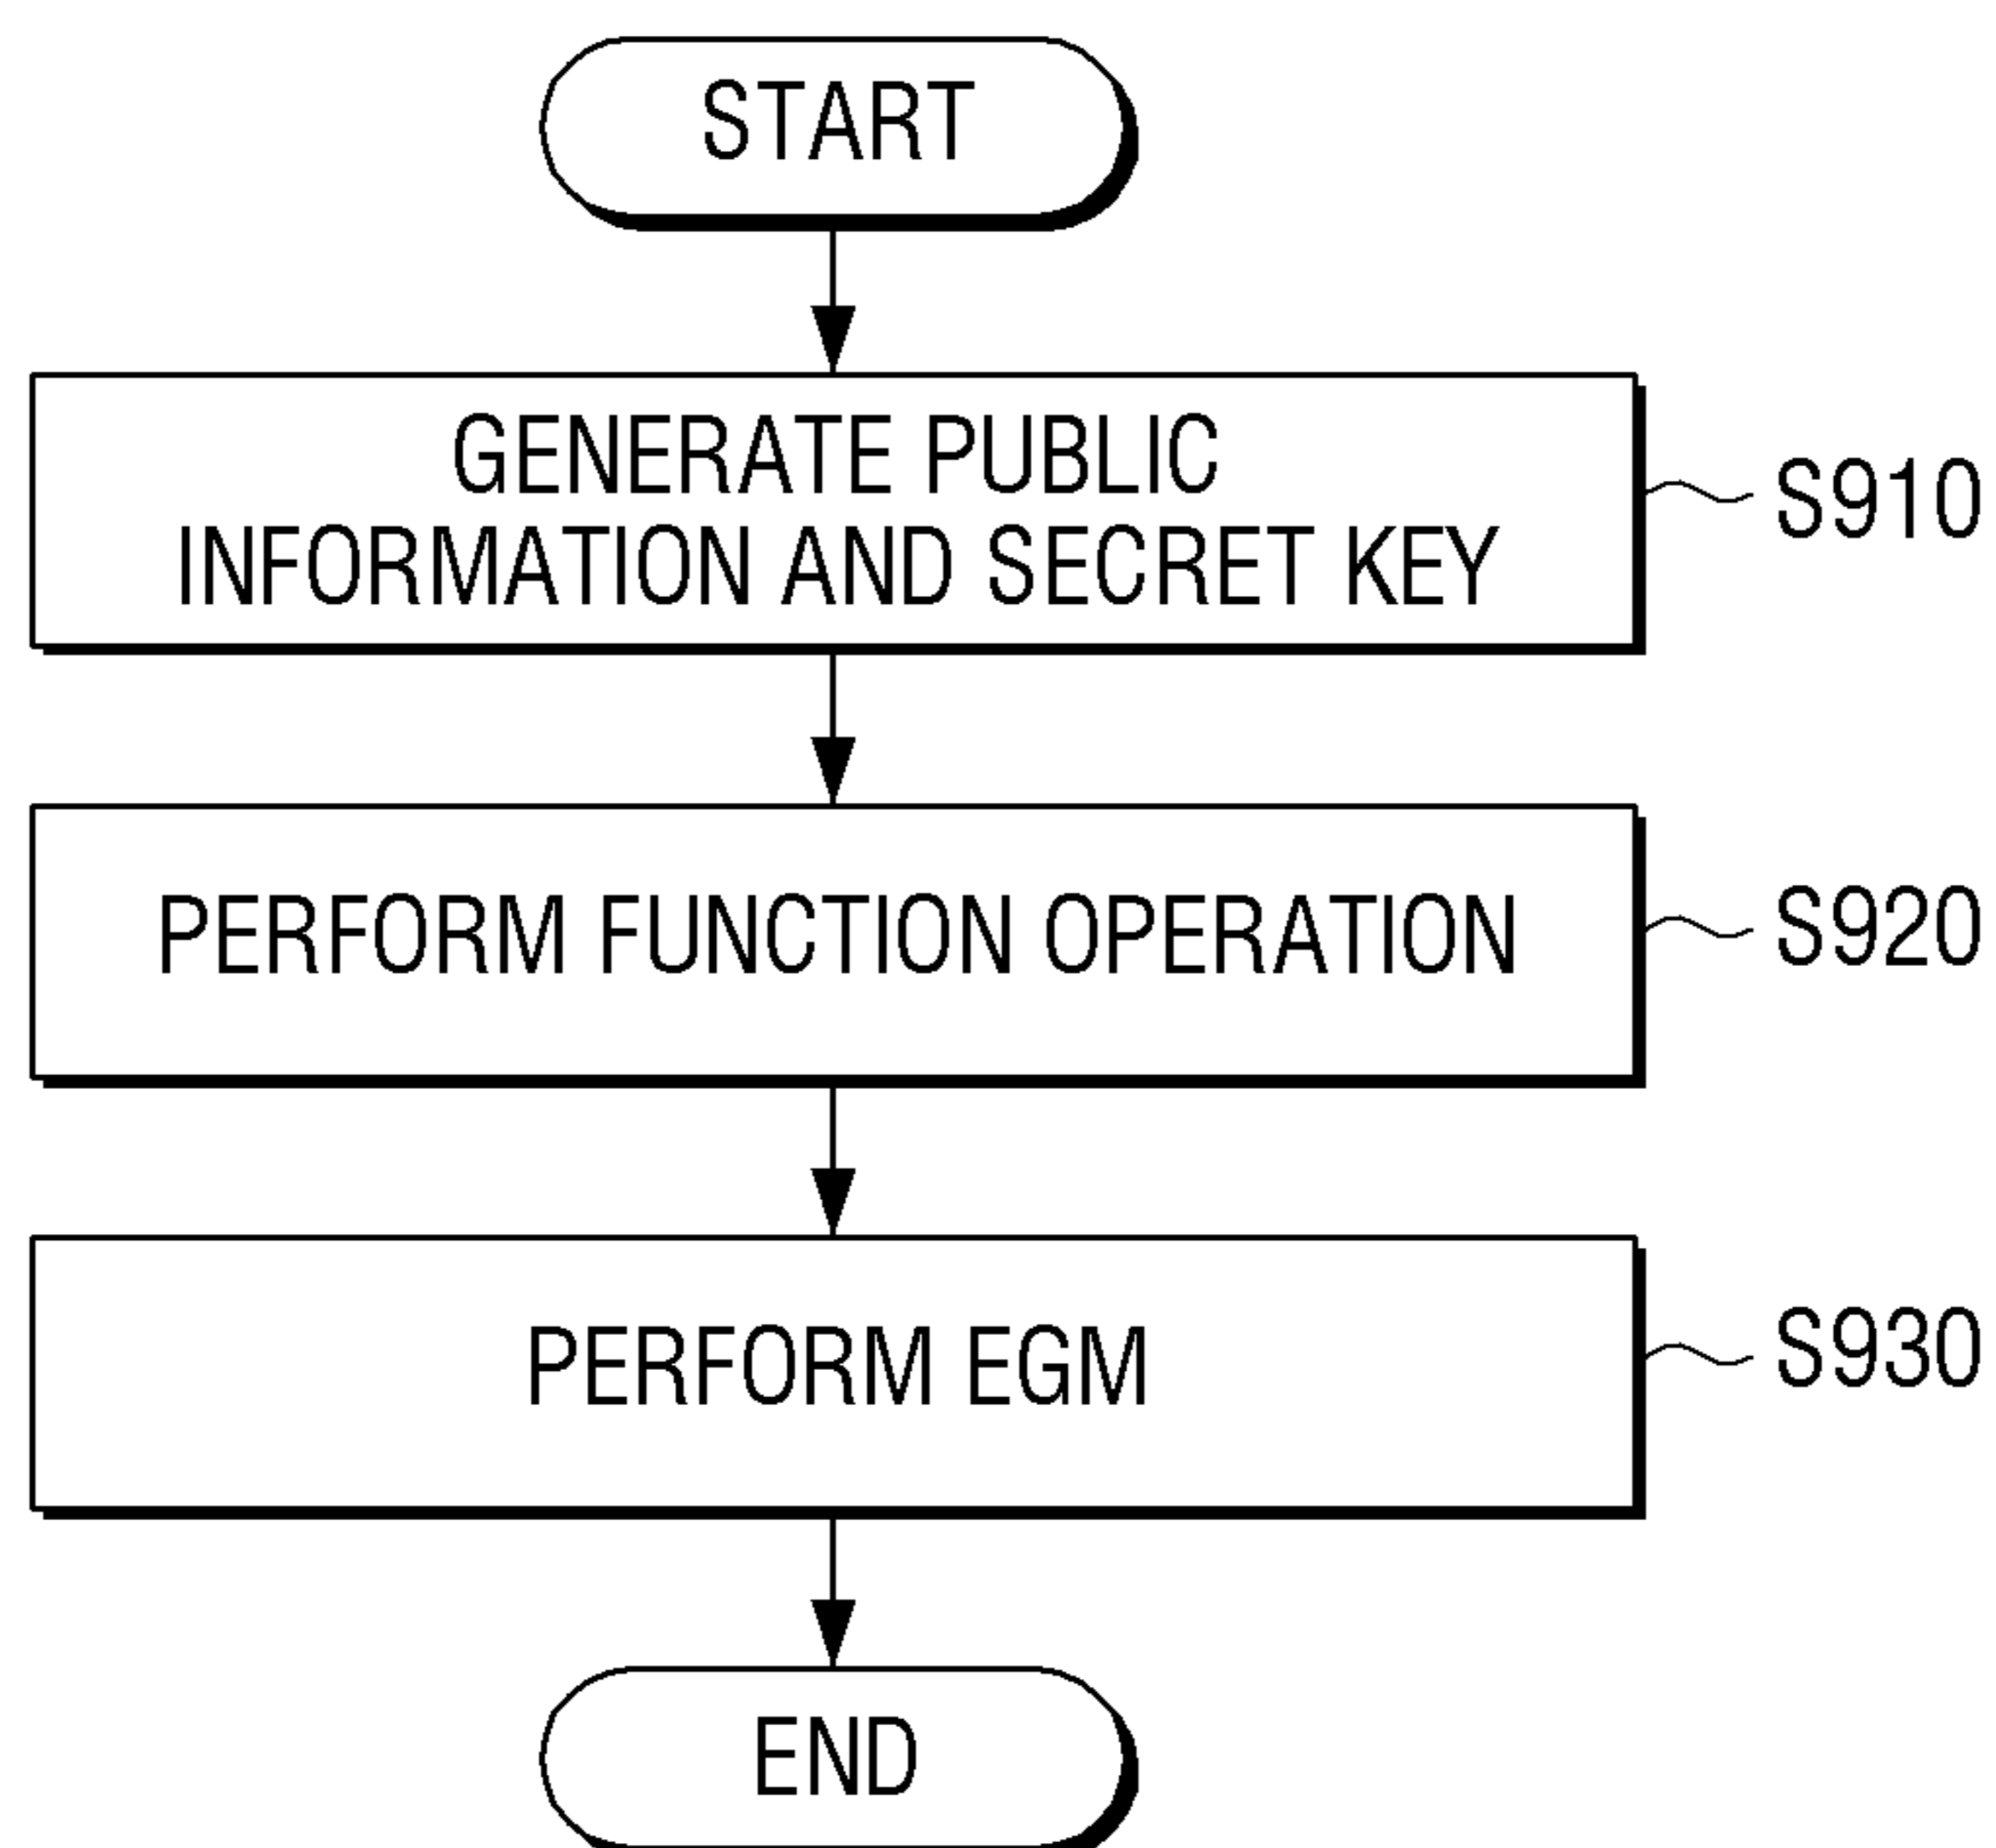 START
GENERATE PUBLIC
INFORMATION AND SECRET KEY
S910
PERFORM FUNCTION OPERATION
S920
PERFORM EGM
S930
END